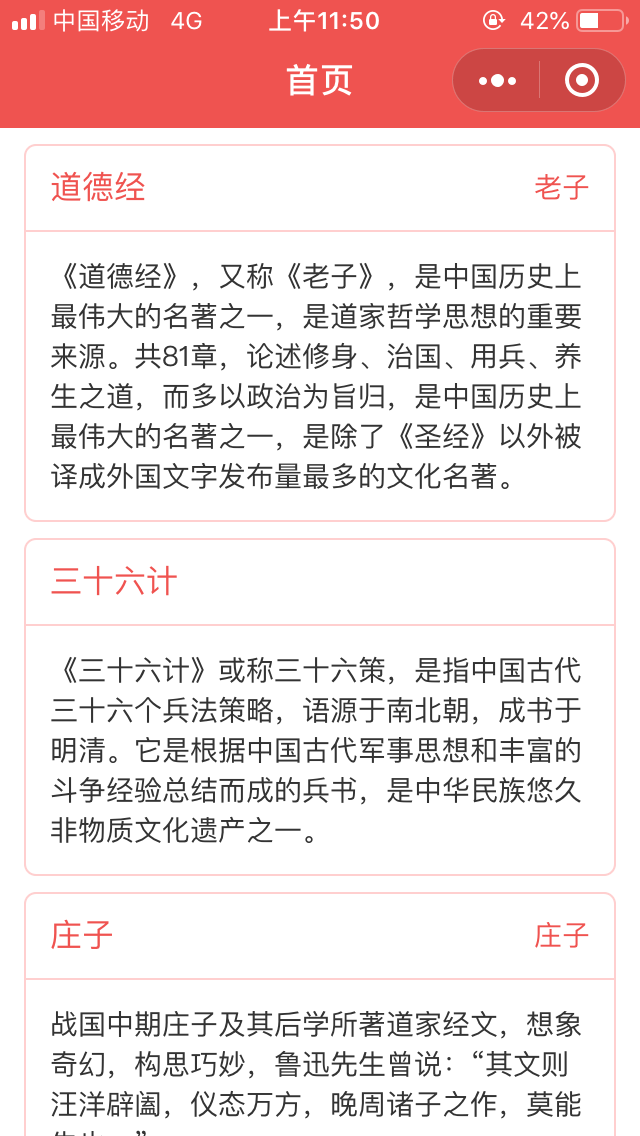 中国移动 4G 上午11:50 42%
首页
道德经 老子
《道德经》，又称《老子》，是中国历史上
最伟大的名著之一，是道家哲学思想的重要
来源。共81章，论述修身、治国、用兵、养
生之道，而多以政治为旨归，是中国历史上
最伟大的名著之一，是除了《圣经》以外被
译成外国文字发布量最多的文化名著。
三十六计
《三十六计》或称三十六策，是指中国古代
三十六个兵法策略，语源于南北朝，成书于
明清。它是根据中国古代军事思想和丰富的
斗争经验总结而成的兵书，是中华民族悠久
非物质文化遗产之一。
庄子 庄子
战国中期庄子及其后学所著道家经文，想象
奇幻，构思巧妙，鲁迅先生曾说：“其文则
汪洋辟阖，仪态万方，晚周诸子之作，莫能